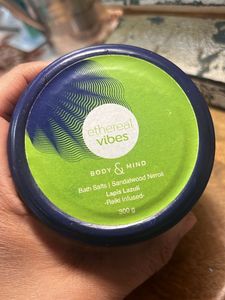 ethereal
vibes
BODY & MIND
Bath Salts | Sandalwood Neroli
Lapis Lazuli
-Reiki Infused-
300 g